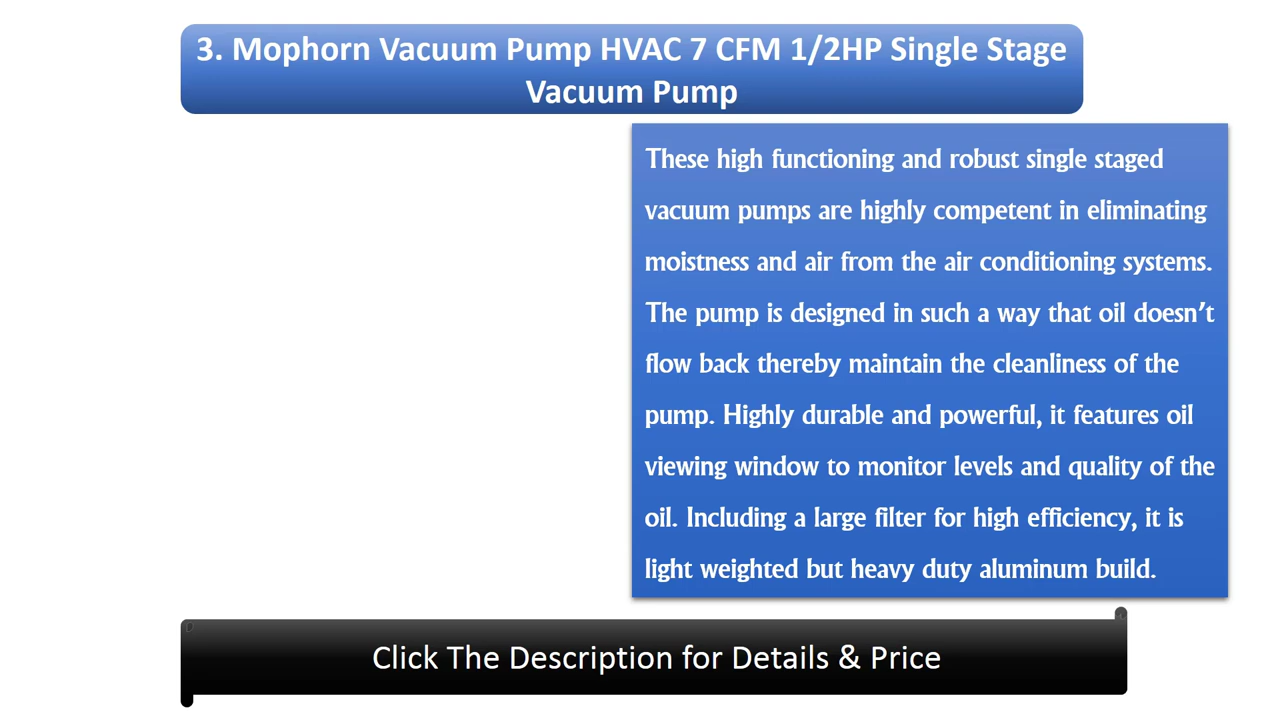 3. Mophorn Vacuum Pump HVAC 7 CFM 1/2HP Single Stage
Vacuum Pump
These high functioning and robust single staged
vacuum pumps are highly competent in eliminating
moistness and air from the air conditioning systems.
The pump is designed in such a way that oil doesn’t
flow back thereby maintain the cleanliness of the
pump. Highly durable and powerful, it features oil
viewing window to monitor levels and quality of the
oil. Including a large filter for high efficiency, it is
light weighted but heavy duty aluminum build.
Click The Description for Details & Price